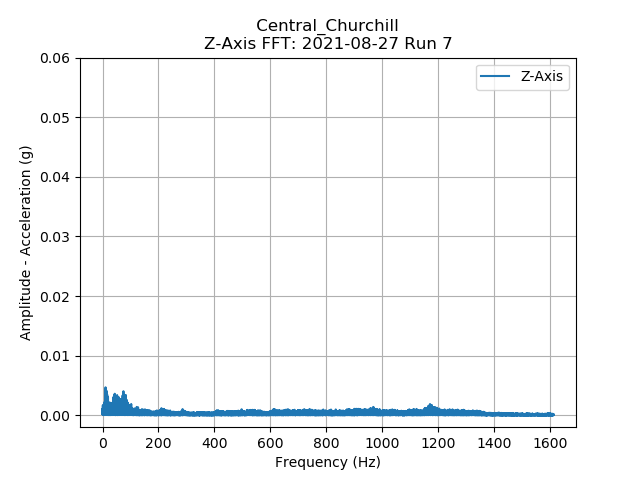 Central_Churchill
Z-Axis FFT: 2021-08-27 Run 7
Z-Axis
0.06
0.05
0.04
0.03
0.02
0.01
0.00
Amplitude - Acceleration (g)
0 200 400 600 800 1000 1200 1400 1600
Frequency (Hz)